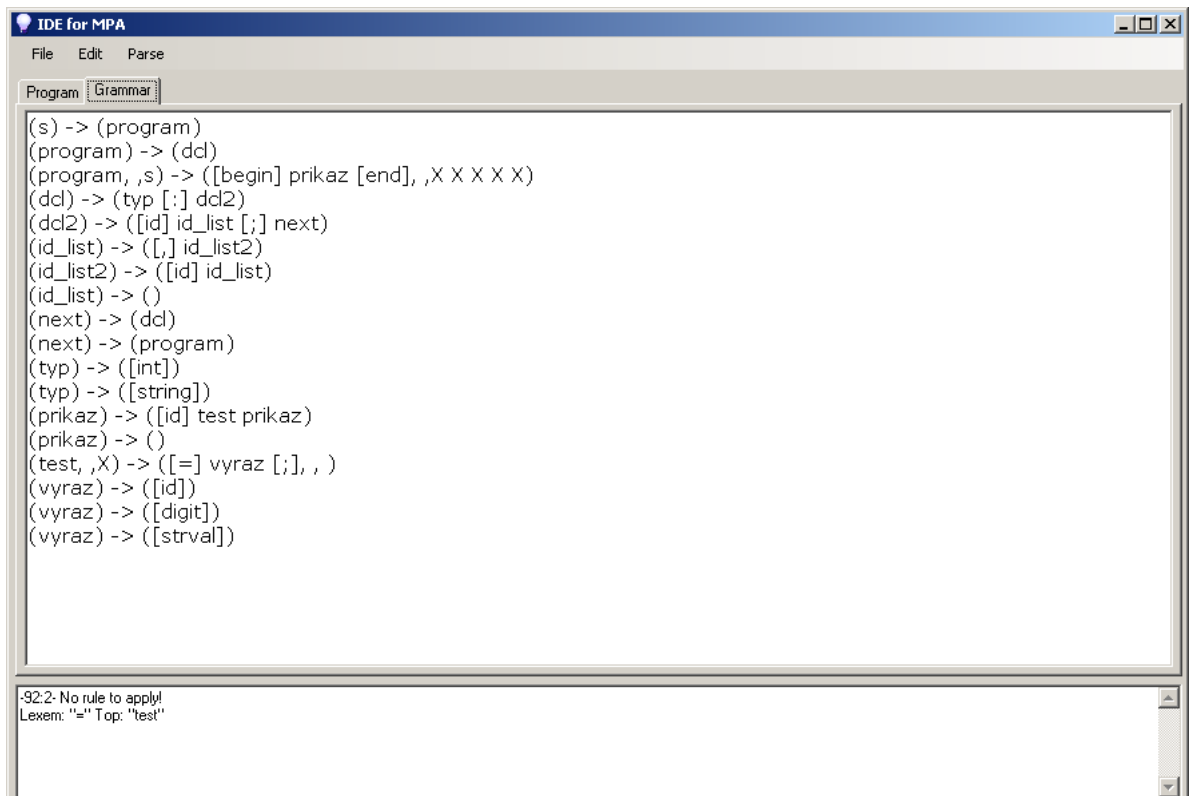 IDE for MPA
File Edit Parse
Program Grammar
(s) -> (program)
(program) -> (dcl)
(program, ,s) -> ([begin] prikaz [end], ,X X X X X)
(dcl) -> (typ [:] dcl2)
(dcl2) -> ([id] id_list [;] next)
(id_list) -> ([,] id_list2)
(id_list2) -> ([id] id_list)
(id_list) -> ()
(next) -> (dcl)
(next) -> (program)
(typ) -> ([int])
(typ) -> ([string])
(prikaz) -> ([id] test prikaz)
(prikaz) -> ()
(test, ,X) -> ([=] vyraz [;], , )
(vyraz) -> ([id])
(vyraz) -> ([digit])
(vyraz) -> ([strval])
-92:2- No rule to apply!
Lexem: "=" Top: "test"